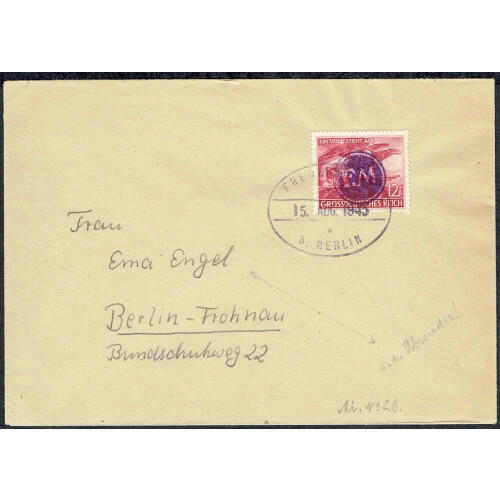 EIN VOLK STEHT AUF
12
GROSSDEUTSCHES REICH
15. AUG. 1945
b. BERLIN
Frau
Erna Engel
Berlin-Frohnau
Bundschuhweg 22